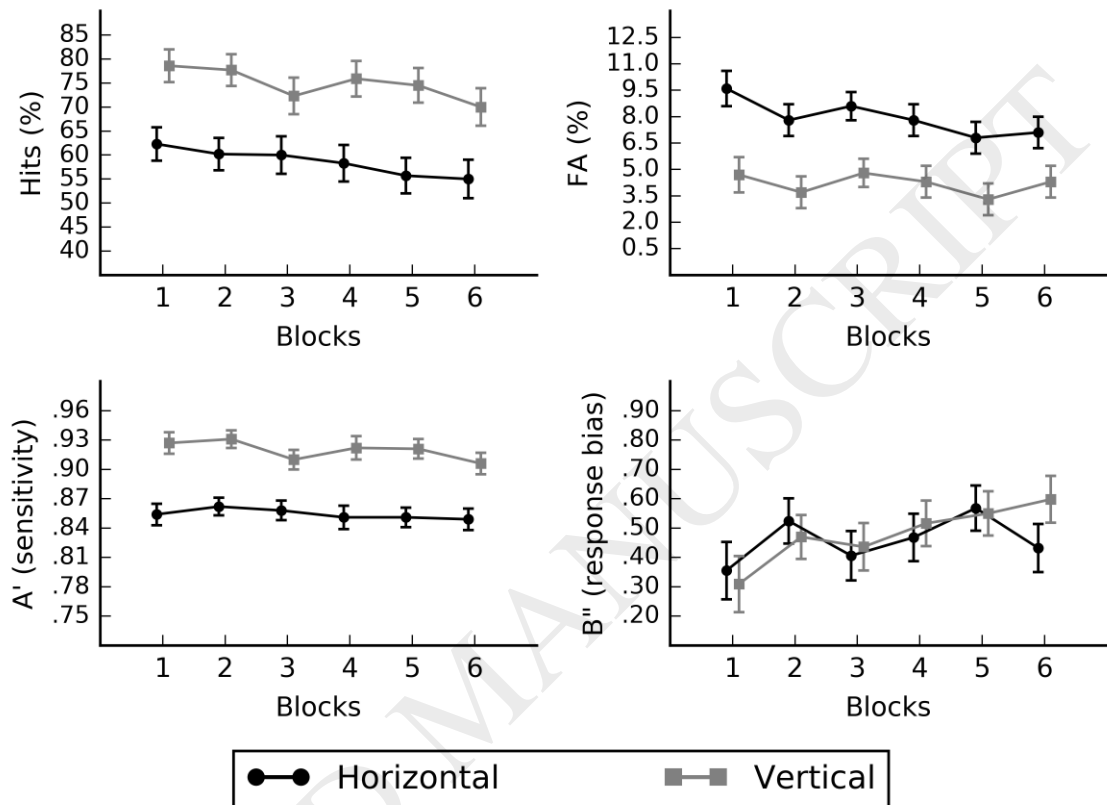 Hits (%)
85
80
75
70
65
60
55
50
45
40
1 2 3 4 5 6
Blocks
FA (%)
12.5
11.0
9.5
8.0
6.5
5.0
3.5
2.0
0.5
1 2 3 4 5 6
Blocks
A' (sensitivity)
.96
.93
.90
.87
.84
.81
.78
.75
1 2 3 4 5 6
Blocks
B" (response bias)
.90
.80
.70
.60
.50
.40
.30
.20
1 2 3 4 5 6
Blocks
Horizontal Vertical
D MANUSCRIPT